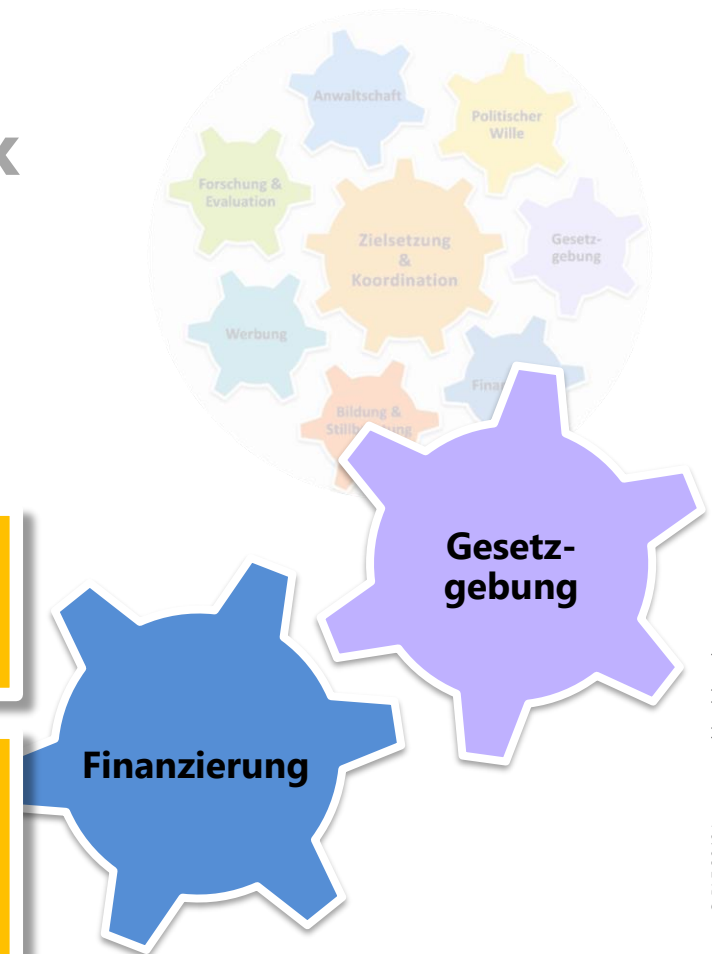 Anwaltschaft
Politischer
Wille
Forschung &
Evaluation
Zielsetzung
&
Koordination
Gesetz-
gebung
Werbung
Bildung &
Gesetz-
gebung
Finanzierung